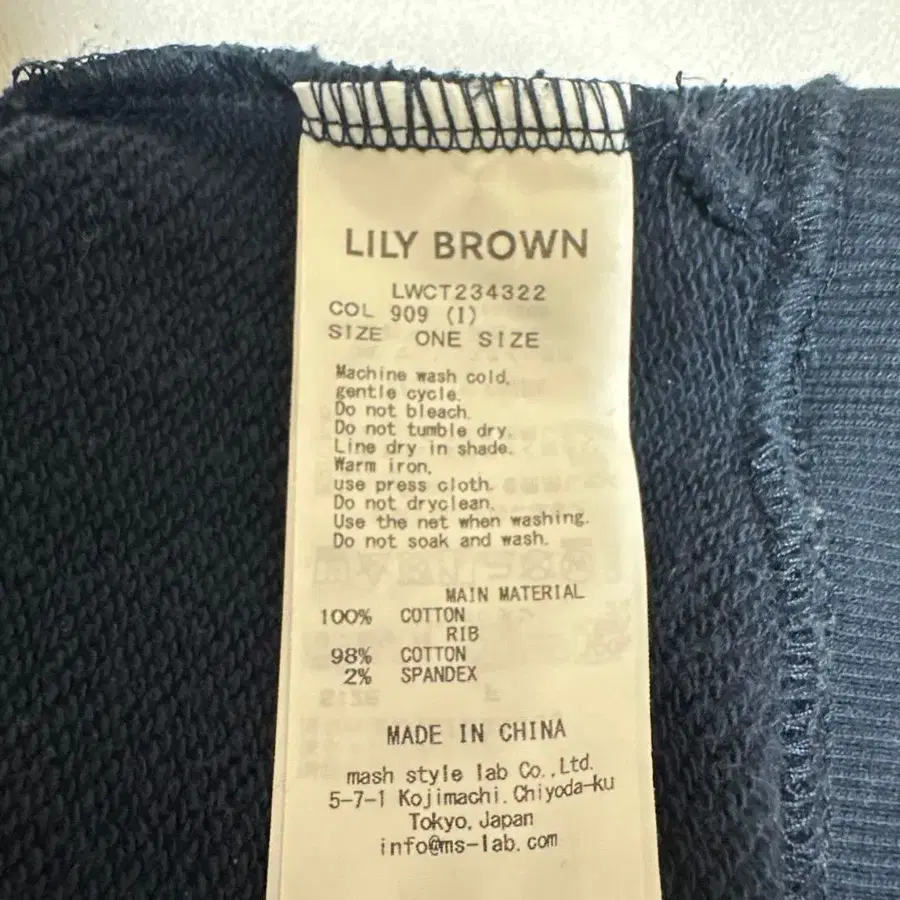 LILY BROWN
LWCT234322
COL 909 (1)
SIZE ONE SIZE
Machine wash cold,
gentle cycle.
Do not bleach.
Do not tumble dry.
Line dry in shade.
Warm iron,
use press cloth.
Do not dryclean.
Use the net when washing.
Do not soak and wash.
MAIN MATERIAL
100% COTTON
RIB
98% COTTON
2% SPANDEX
MADE IN CHINA
mash style lab Co.,Ltd.
5-7-1 Kojimachi.Chiyoda-ku
Tokyo,Japan
info@ms-lab.com